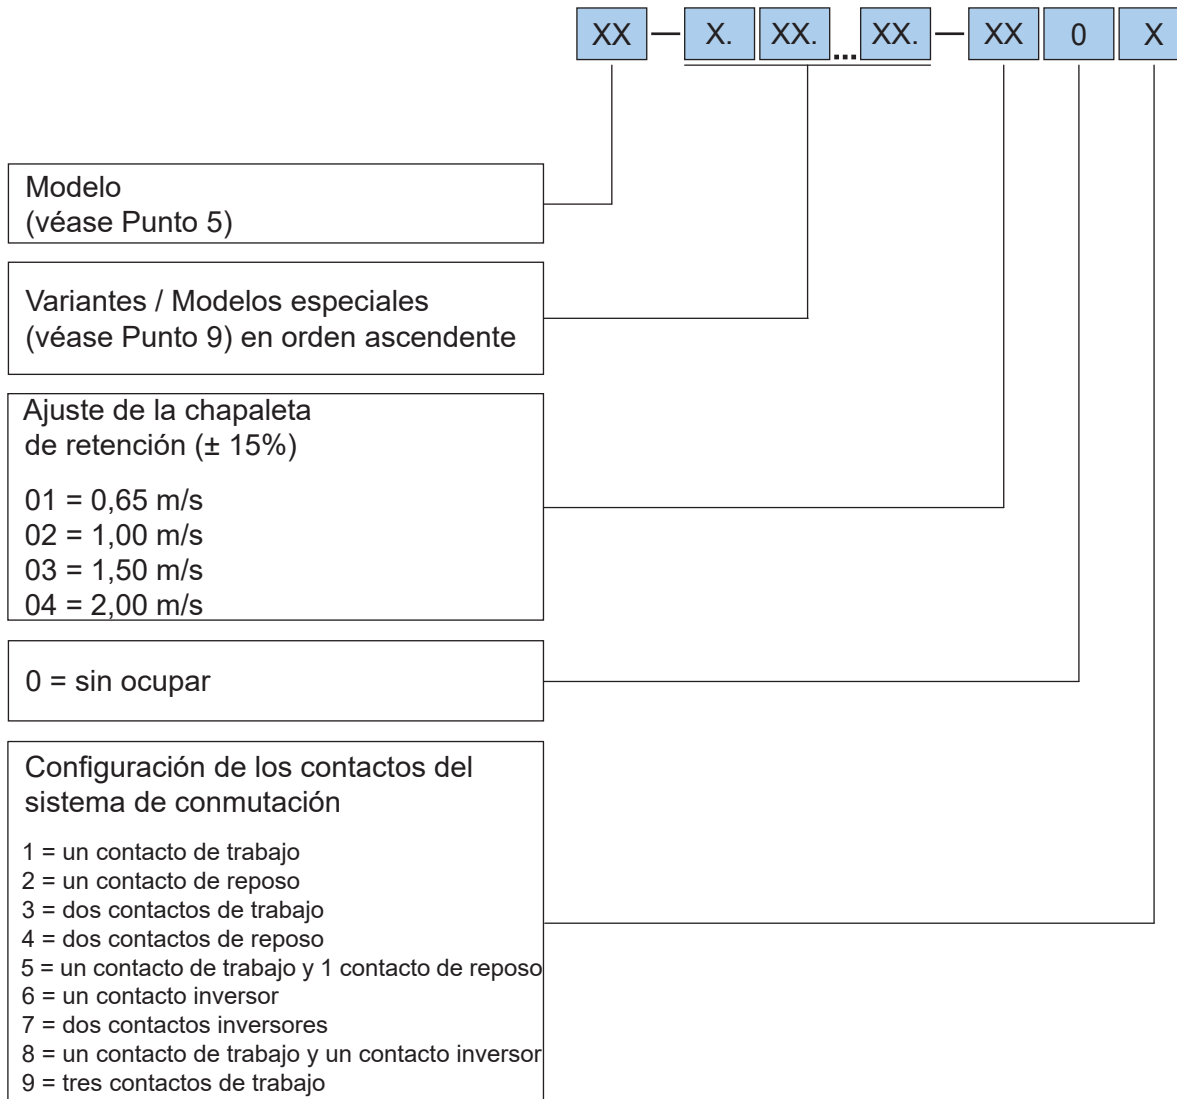 XX — X. XX. ... XX. — XX 0 X
Modelo
(véase Punto 5)
Variantes / Modelos especiales
(véase Punto 9) en orden ascendente
Ajuste de la chapaleta
de retención (± 15%)
01 = 0,65 m/s
02 = 1,00 m/s
03 = 1,50 m/s
04 = 2,00 m/s
0 = sin ocupar
Configuración de los contactos del
sistema de conmutación
1 = un contacto de trabajo
2 = un contacto de reposo
3 = dos contactos de trabajo
4 = dos contactos de reposo
5 = un contacto de trabajo y 1 contacto de reposo
6 = un contacto inversor
7 = dos contactos inversores
8 = un contacto de trabajo y un contacto inversor
9 = tres contactos de trabajo